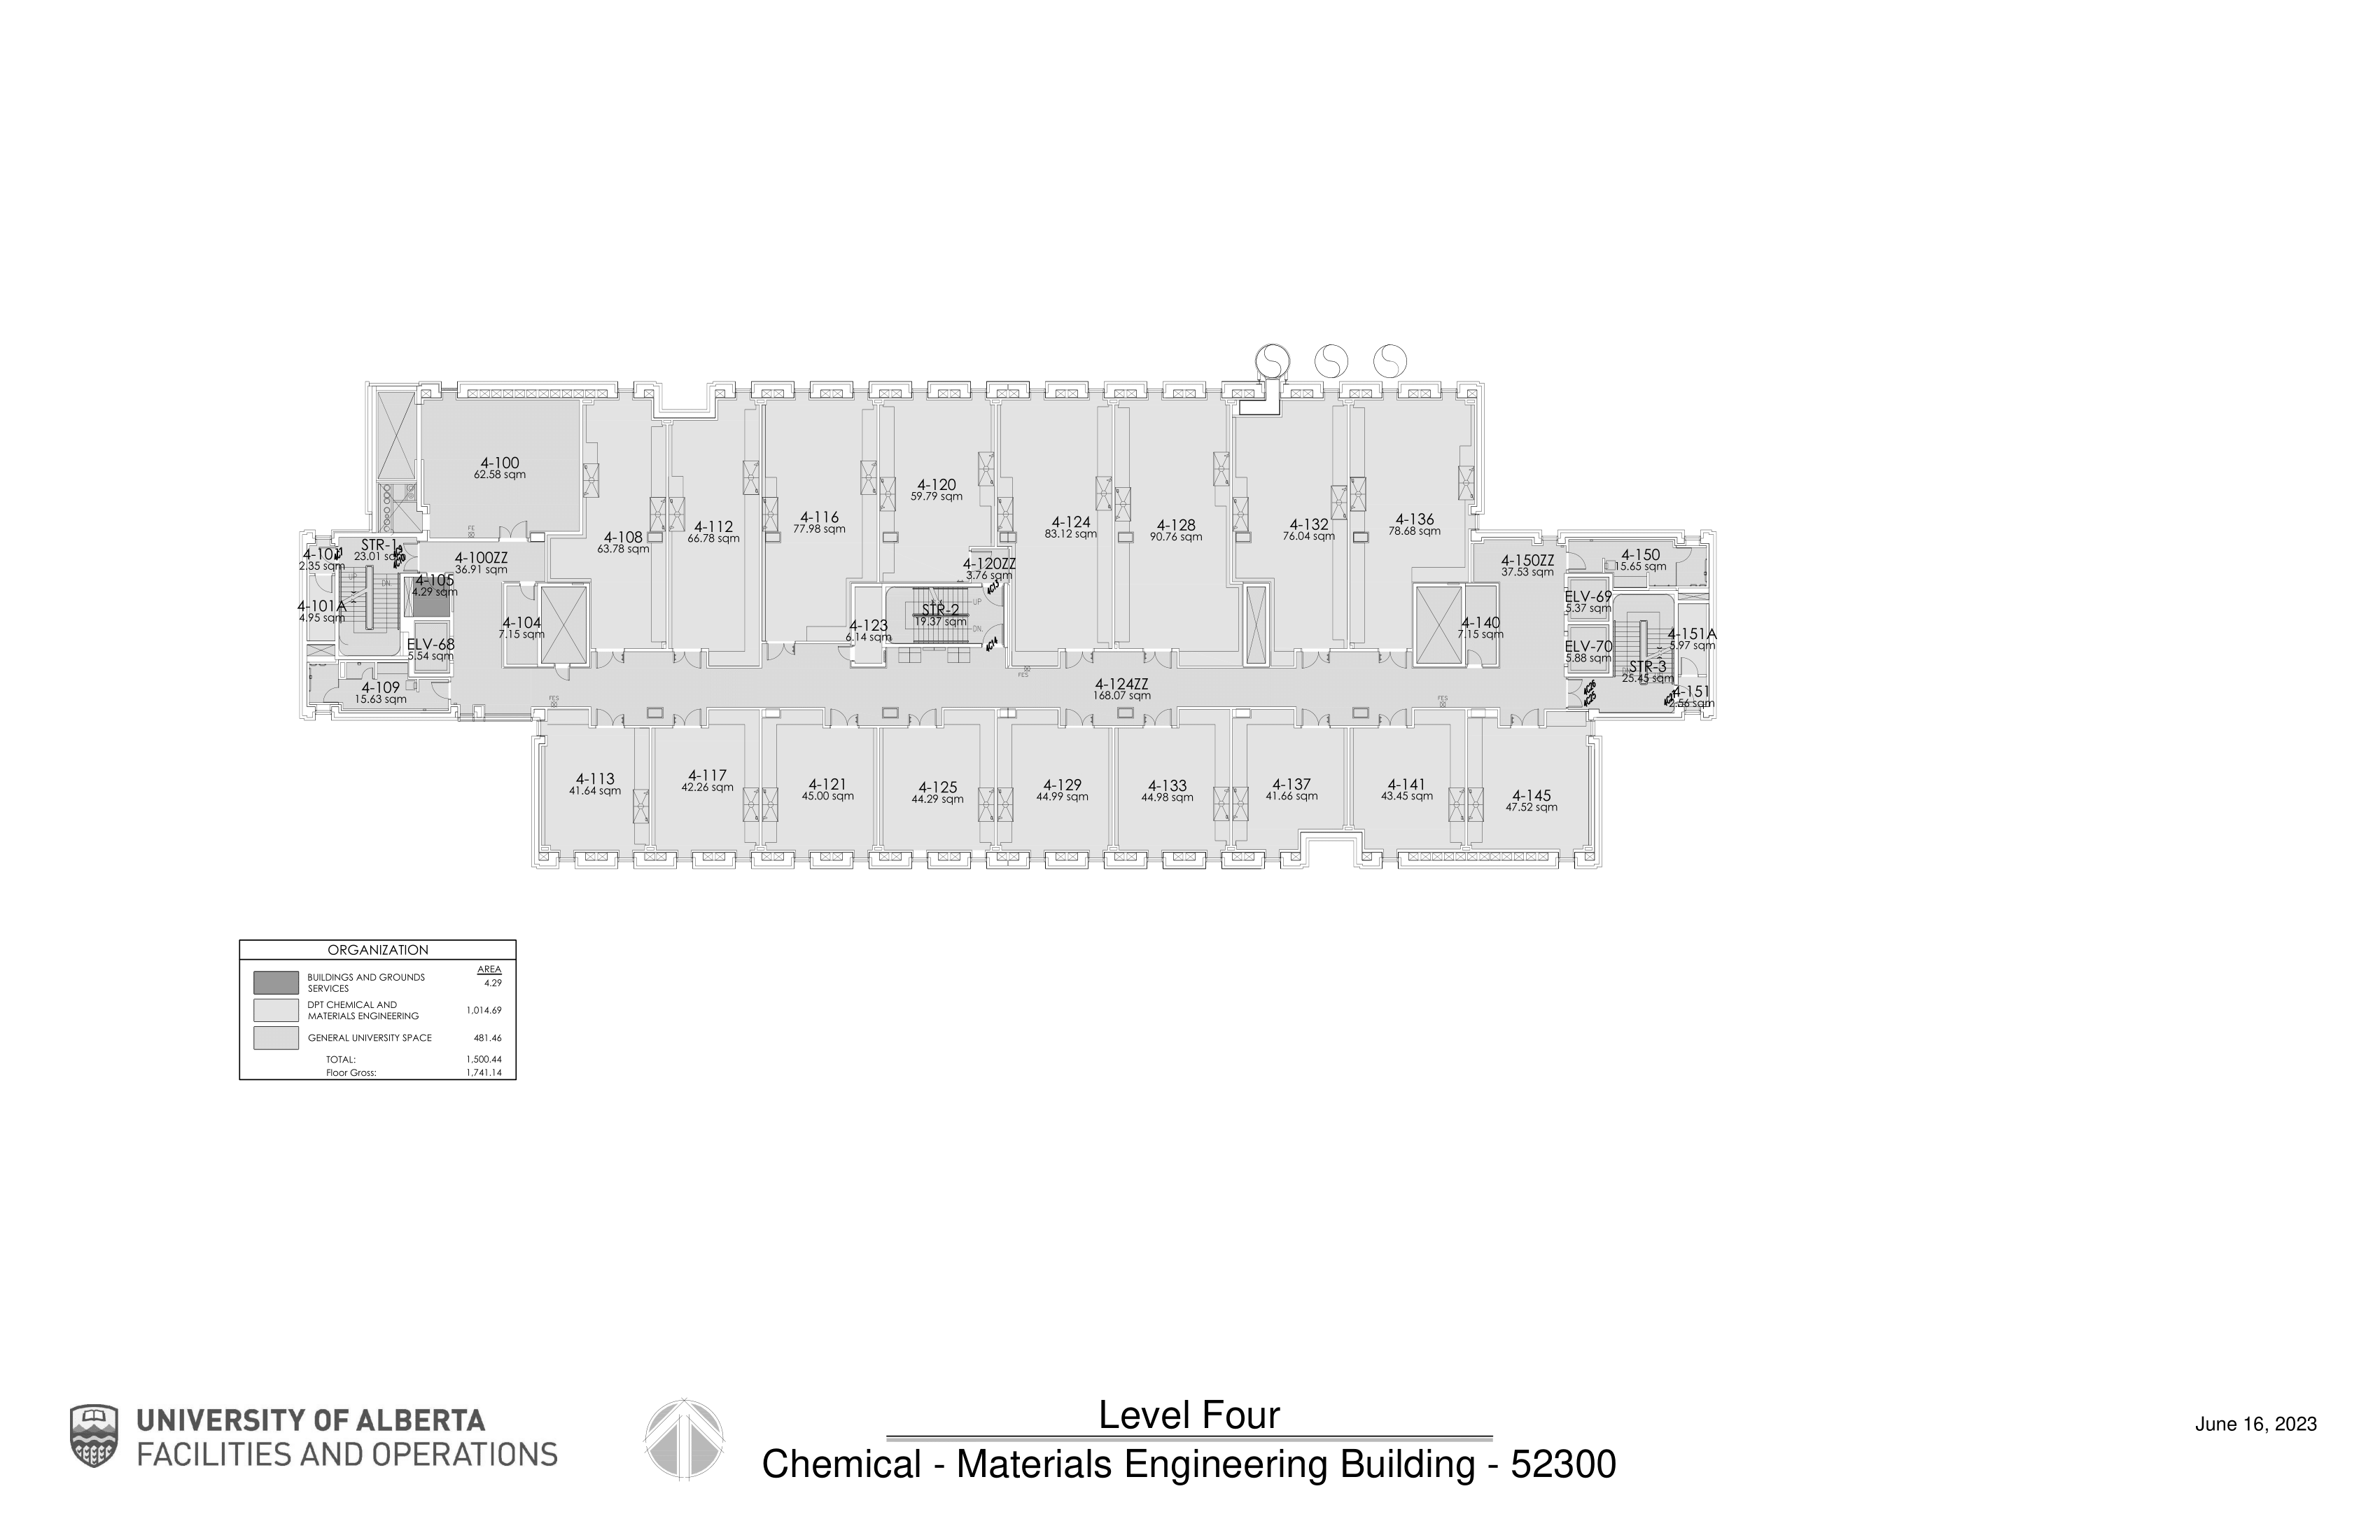 4-100
62.58 sqm
4-108
63.78 sqm
4-112
66.78 sqm
4-116
77.98 sqm
4-120
59.79 sqm
4-124
83.12 sqm
4-128
90.76 sqm
4-132
76.04 sqm
4-136
78.68 sqm
FE
4-101
2.35 sqm
STR-1
23.01 sqm
4-100ZZ
36.91 sqm
4-105
4.29 sqm
UP
DN.
4-101A
4.95 sqm
ELV-68
5.54 sqm
4-104
7.15 sqm
4-109
15.63 sqm
4-120ZZ
3.76 sqm
4-123
6.14 sqm
STR-2
19.37 sqm
UP
DN.
4-124ZZ
168.07 sqm
FES
FES
FES
4-140
7.15 sqm
4-150ZZ
37.53 sqm
4-150
15.65 sqm
ELV-69
5.37 sqm
ELV-70
5.88 sqm
STR-3
25.45 sqm
4-151A
5.97 sqm
4-151
2.56 sqm
4-113
41.64 sqm
4-117
42.26 sqm
4-121
45.00 sqm
4-125
44.29 sqm
4-129
44.99 sqm
4-133
44.98 sqm
4-137
41.66 sqm
4-141
43.45 sqm
4-145
47.52 sqm
ORGANIZATION
AREA
BUILDINGS AND GROUNDS SERVICES 4.29
DPT CHEMICAL AND MATERIALS ENGINEERING 1,014.69
GENERAL UNIVERSITY SPACE 481.46
TOTAL: 1,500.44
Floor Gross: 1,741.14
UNIVERSITY OF ALBERTA
FACILITIES AND OPERATIONS
Level Four
Chemical - Materials Engineering Building - 52300
June 16, 2023